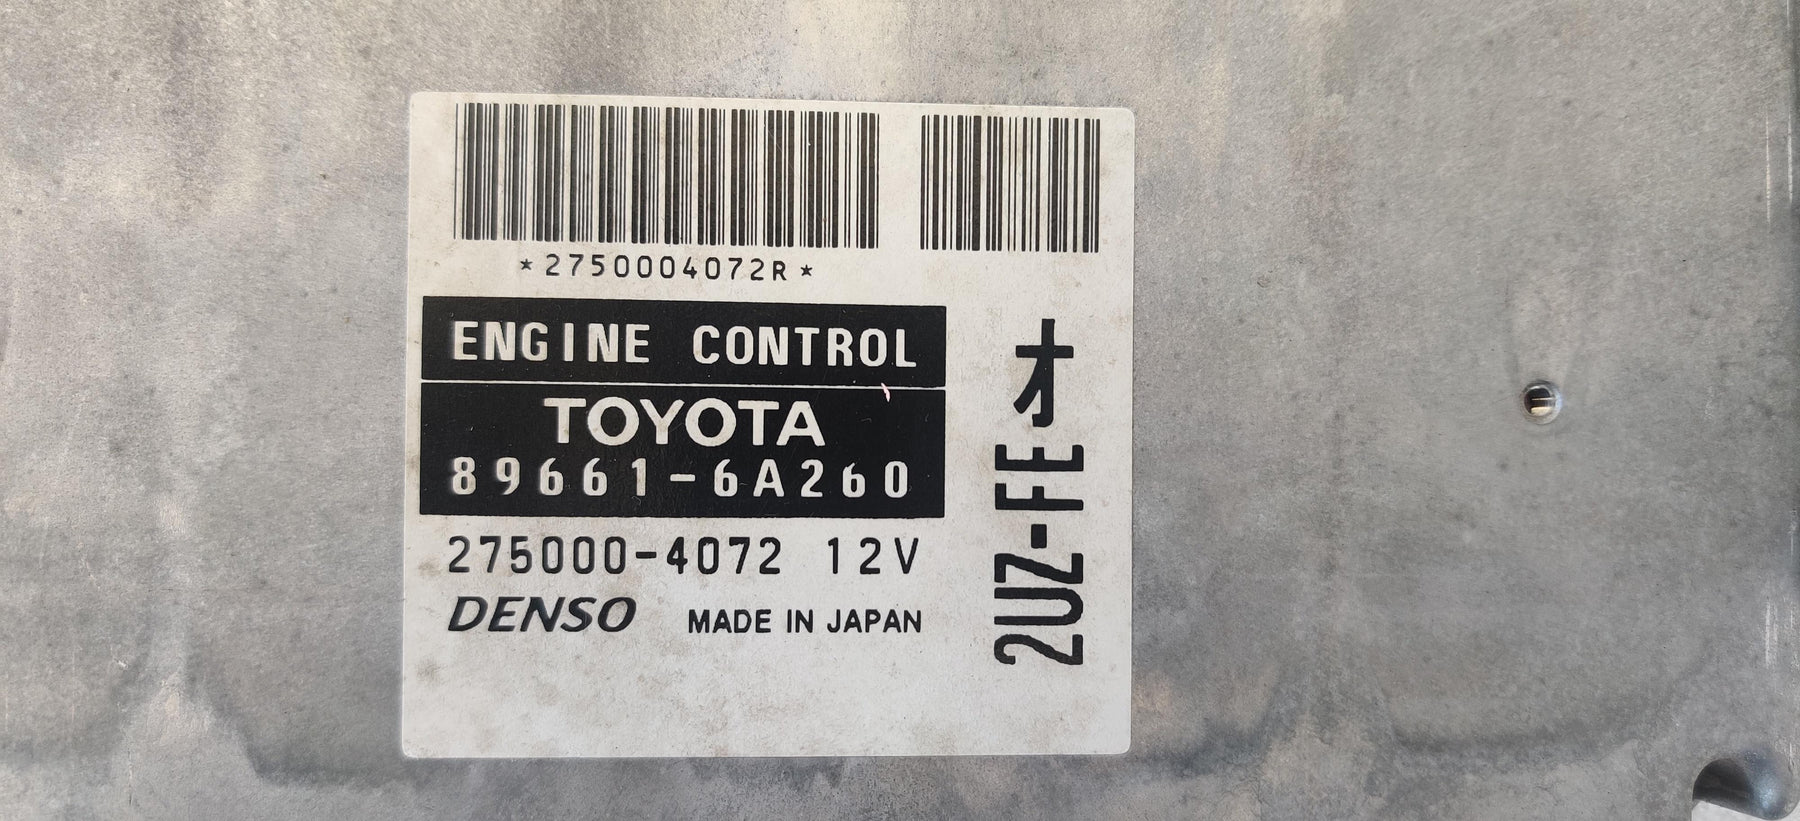 *2750004072R*
ENGINE CONTROL
TOYOTA
89661-6A260
275000-4072 12V
DENSO MADE IN JAPAN
2UZ-FE オ